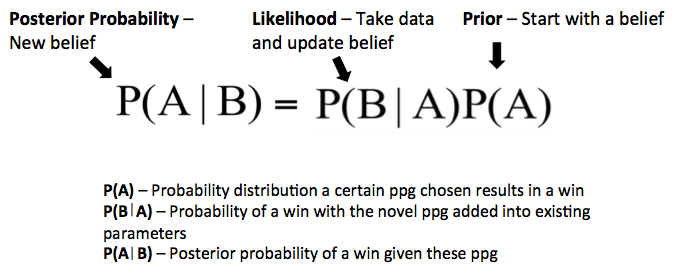 Posterior Probability –
New belief
Likelihood – Take data
and update belief
Prior – Start with a belief
P(A | B) = P(B | A)P(A)
P(A) – Probability distribution a certain ppg chosen results in a win
P(B|A) – Probability of a win with the novel ppg added into existing
parameters
P(A| B) – Posterior probability of a win given these ppg